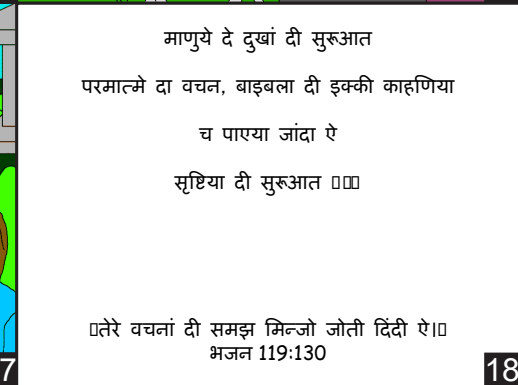 माणुये दे दुखां दी सुरूआत
परमात्मे दा वचन, बाइबला दी इक्की काहणिया
च पाएया जांदा ऐ
सृष्टिया दी सुरूआत ▯▯▯
▯तेरे वचनां दी समझ मिन्जो जोती दिंदी ऐ।▯
भजन 119:130
7
18